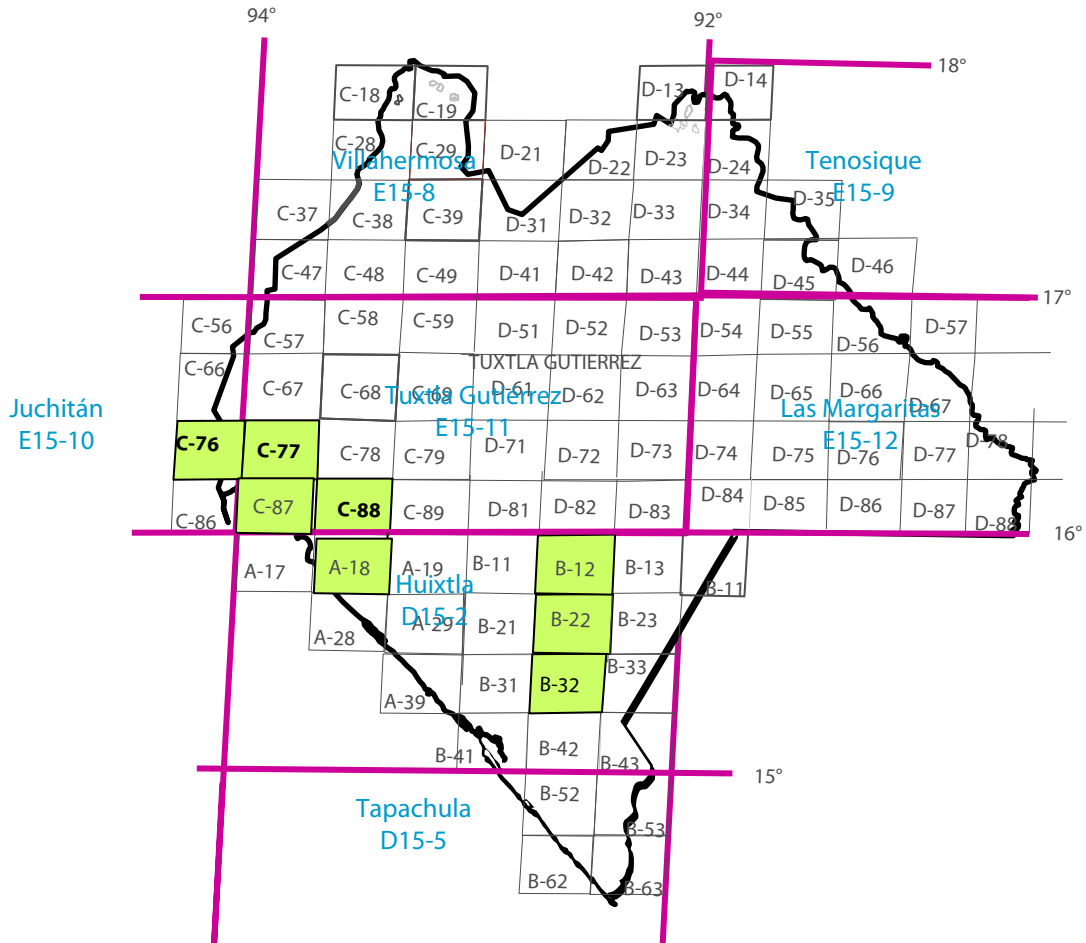 94°
92°
18°
C-18
C-19
D-13
D-14
C-28
C-29
D-21
D-22
D-23
D-24
Villahermosa
E15-8
Tenosique
E15-9
C-37
C-38
C-39
D-31
D-32
D-33
D-34
D-35
C-47
C-48
C-49
D-41
D-42
D-43
D-44
D-45
D-46
17°
C-56
C-57
C-58
C-59
D-51
D-52
D-53
D-54
D-55
D-56
D-57
TUXTLA GUTIERREZ
C-66
C-67
C-68
C-69
D-61
D-62
D-63
D-64
D-65
D-66
D-67
Juchitán
E15-10
Tuxtla Gutiérrez
E15-11
Las Margaritas
E15-12
C-76
C-77
C-78
C-79
D-71
D-72
D-73
D-74
D-75
D-76
D-77
D-78
C-86
C-87
C-88
C-89
D-81
D-82
D-83
D-84
D-85
D-86
D-87
D-88
16°
A-17
A-18
A-19
B-11
B-12
B-13
B-11
Huixtla
D15-2
A-28
A-29
B-21
B-22
B-23
A-39
B-31
B-32
B-33
B-41
B-42
B-43
15°
Tapachula
D15-5
B-52
B-53
B-62
B-63